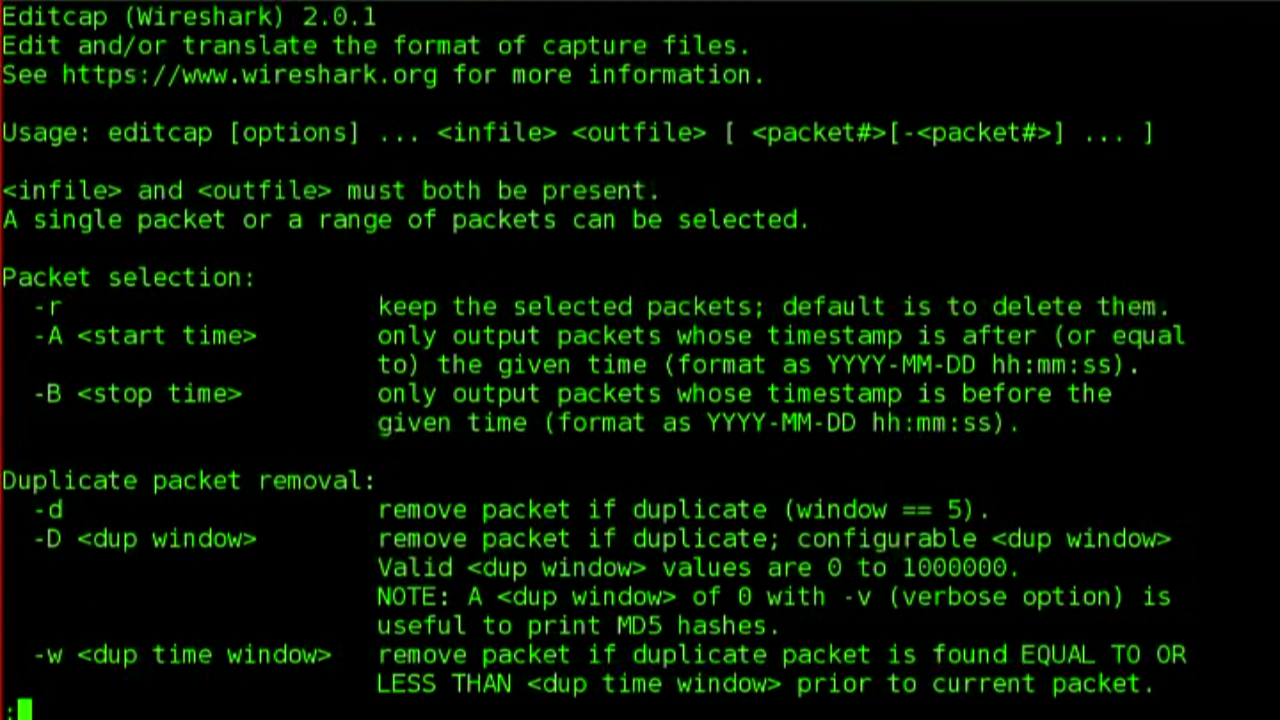 Editcap (Wireshark) 2.0.1
Edit and/or translate the format of capture files.
See https://www.wireshark.org for more information.
Usage: editcap [options] ... <infile> <outfile> [ <packet#>[-<packet#>] ... ]
<infile> and <outfile> must both be present.
A single packet or a range of packets can be selected.
Packet selection:
-r keep the selected packets; default is to delete them.
-A <start time> only output packets whose timestamp is after (or equal
to) the given time (format as YYYY-MM-DD hh:mm:ss).
-B <stop time> only output packets whose timestamp is before the
given time (format as YYYY-MM-DD hh:mm:ss).
Duplicate packet removal:
-d remove packet if duplicate (window == 5).
-D <dup window> remove packet if duplicate; configurable <dup window>
Valid <dup window> values are 0 to 1000000.
NOTE: A <dup window> of 0 with -v (verbose option) is
useful to print MD5 hashes.
-w <dup time window> remove packet if duplicate packet is found EQUAL TO OR
LESS THAN <dup time window> prior to current packet.
: